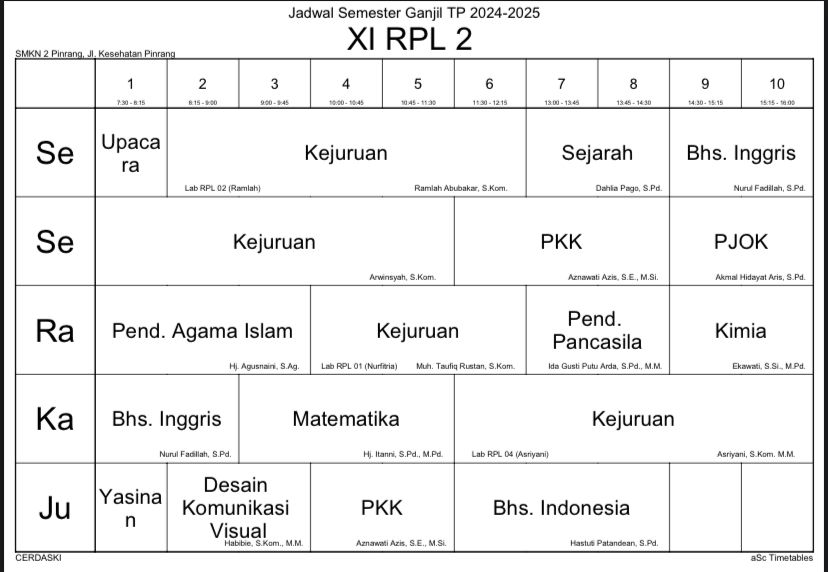 Jadwal Semester Ganjil TP 2024-2025
XI RPL 2
SMKN 2 Pinrang, Jl. Kesehatan Pinrang
1 2 3 4 5 6 7 8 9 10
7:30 - 8:15 8:15 - 9:00 9:00 - 9:45 10:00 - 10:45 10:45 - 11:30 11:30 - 12:15 13:00 - 13:45 13:45 - 14:30 14:30 - 15:15 15:15 - 16:00
Se
Upaca
ra
Kejuruan
Lab RPL 02 (Ramlah) Ramlah Abubakar, S.Kom.
Sejarah
Dahlia Pago, S.Pd.
Bhs. Inggris
Nurul Fadillah, S.Pd.
Se
Kejuruan
Arwinsyah, S.Kom.
PKK
Aznawati Azis, S.E., M.Si.
PJOK
Akmal Hidayat Aris, S.Pd.
Ra
Pend. Agama Islam
Hj. Agusnaini, S.Ag.
Kejuruan
Lab RPL 01 (Nurfitria) Muh. Taufiq Rustan, S.Kom.
Pend.
Pancasila
Ida Gusti Putu Arda, S.Pd., M.M.
Kimia
Ekawati, S.Si., M.Pd.
Ka
Bhs. Inggris
Nurul Fadillah, S.Pd.
Matematika
Hj. Itanni, S.Pd., M.Pd.
Kejuruan
Lab RPL 04 (Asriyani) Asriyani, S.Kom. M.M.
Ju
Yasina
n
Desain
Komunikasi
Visual
Habibie, S.Kom., M.M.
PKK
Aznawati Azis, S.E., M.Si.
Bhs. Indonesia
Hastuti Patandean, S.Pd.
CERDASKI
aSc Timetables